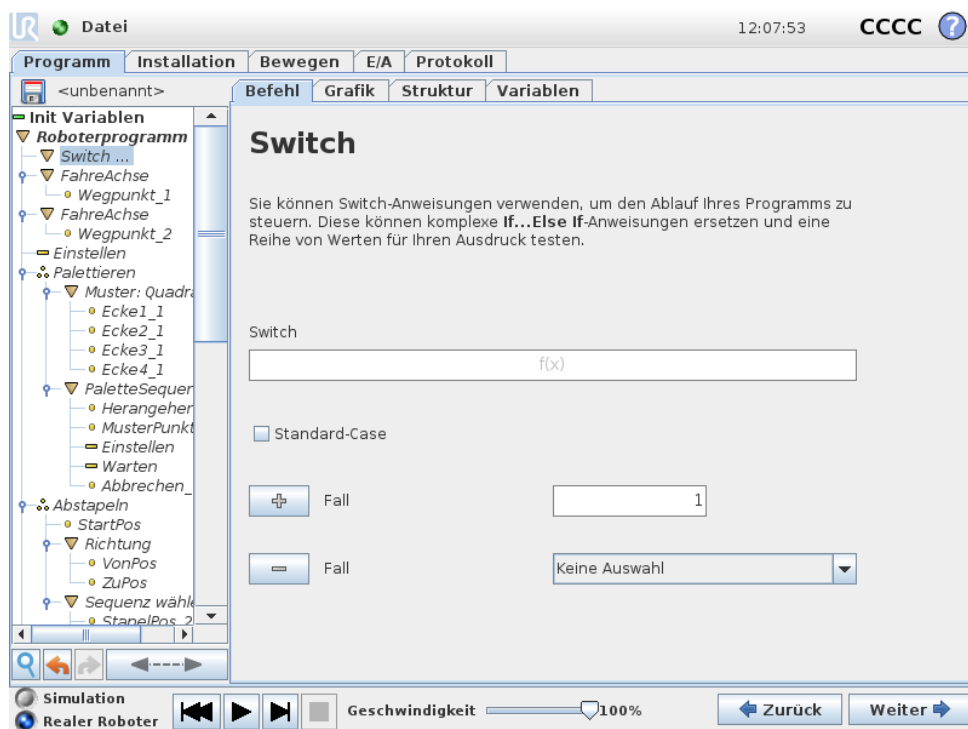 UR Datei 12:07:53 CCCC ?
Programm Installation Bewegen E/A Protokoll
<unbenannt>
Befehl Grafik Struktur Variablen
Init Variablen
Roboterprogramm
Switch ...
FahreAchse
Wegpunkt_1
FahreAchse
Wegpunkt_2
Einstellen
Palettieren
Muster: Quadra
Ecke1_1
Ecke2_1
Ecke3_1
Ecke4_1
PaletteSequen
Herangehen
MusterPunkt
Einstellen
Warten
Abbrechen_
Abstapeln
StartPos
Richtung
VonPos
ZuPos
Sequenz wähle
StapelPos_2
Switch
Sie können Switch-Anweisungen verwenden, um den Ablauf Ihres Programms zu
steuern. Diese können komplexe If...Else If-Anweisungen ersetzen und eine
Reihe von Werten für Ihren Ausdruck testen.
Switch
f(x)
Standard-Case
Fall 1
Fall Keine Auswahl
Simulation
Realer Roboter
Geschwindigkeit 100%
Zurück
Weiter